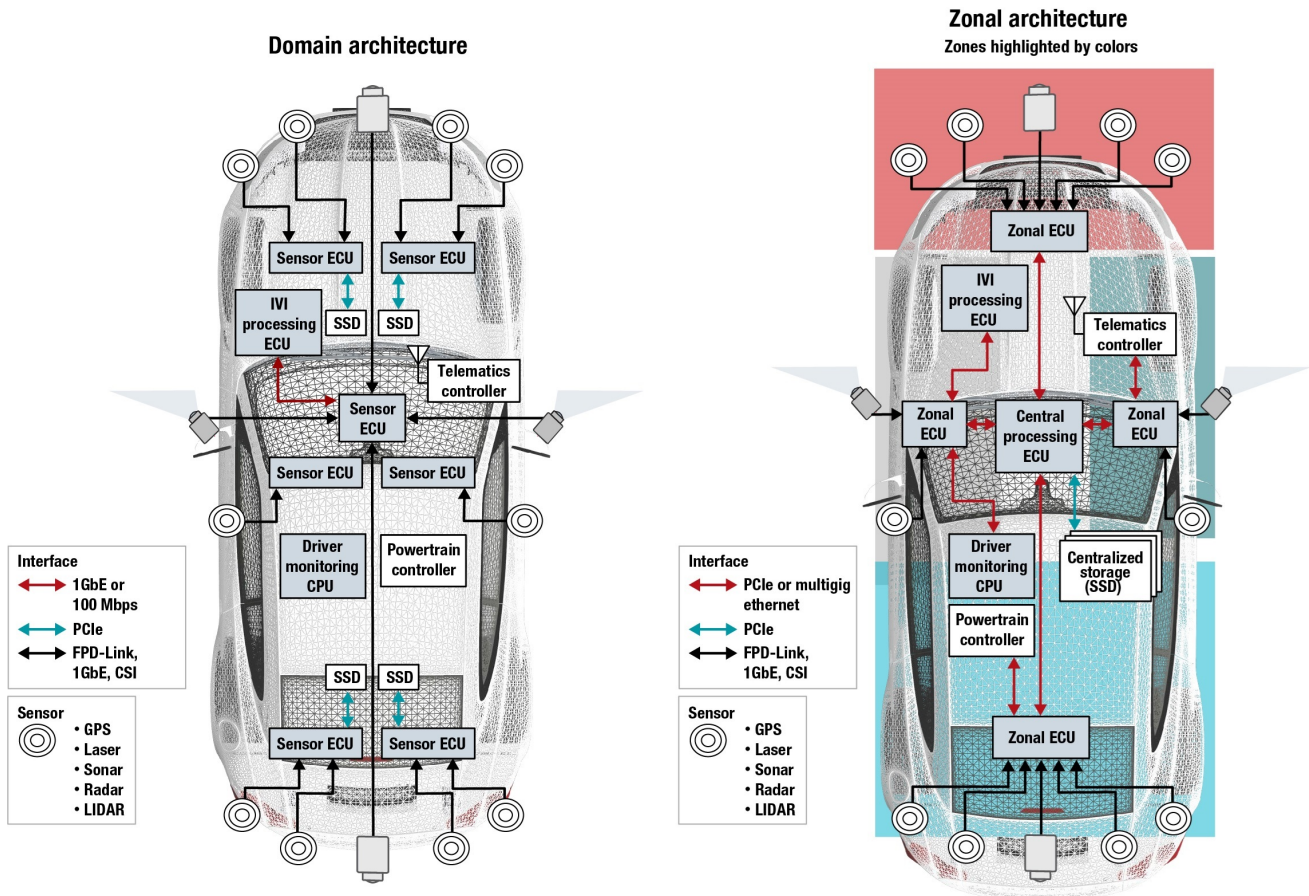 Domain architecture
Sensor ECU
Sensor ECU
IVI
processing
ECU
SSD
SSD
Telematics
controller
Sensor
ECU
Sensor ECU
Sensor ECU
Driver
monitoring
CPU
Powertrain
controller
SSD
SSD
Sensor ECU
Sensor ECU
Interface
1GbE or
100 Mbps
PCIe
FPD-Link,
1GbE, CSI
Sensor
• GPS
• Laser
• Sonar
• Radar
• LIDAR
Zonal architecture
Zones highlighted by colors
Zonal ECU
IVI
processing
ECU
Telematics
controller
Zonal
ECU
Central
processing
ECU
Zonal
ECU
Driver
monitoring
CPU
Centralized
storage
(SSD)
Powertrain
controller
Zonal ECU
Interface
PCIe or multigig
ethernet
PCIe
FPD-Link,
1GbE, CSI
Sensor
• GPS
• Laser
• Sonar
• Radar
• LIDAR